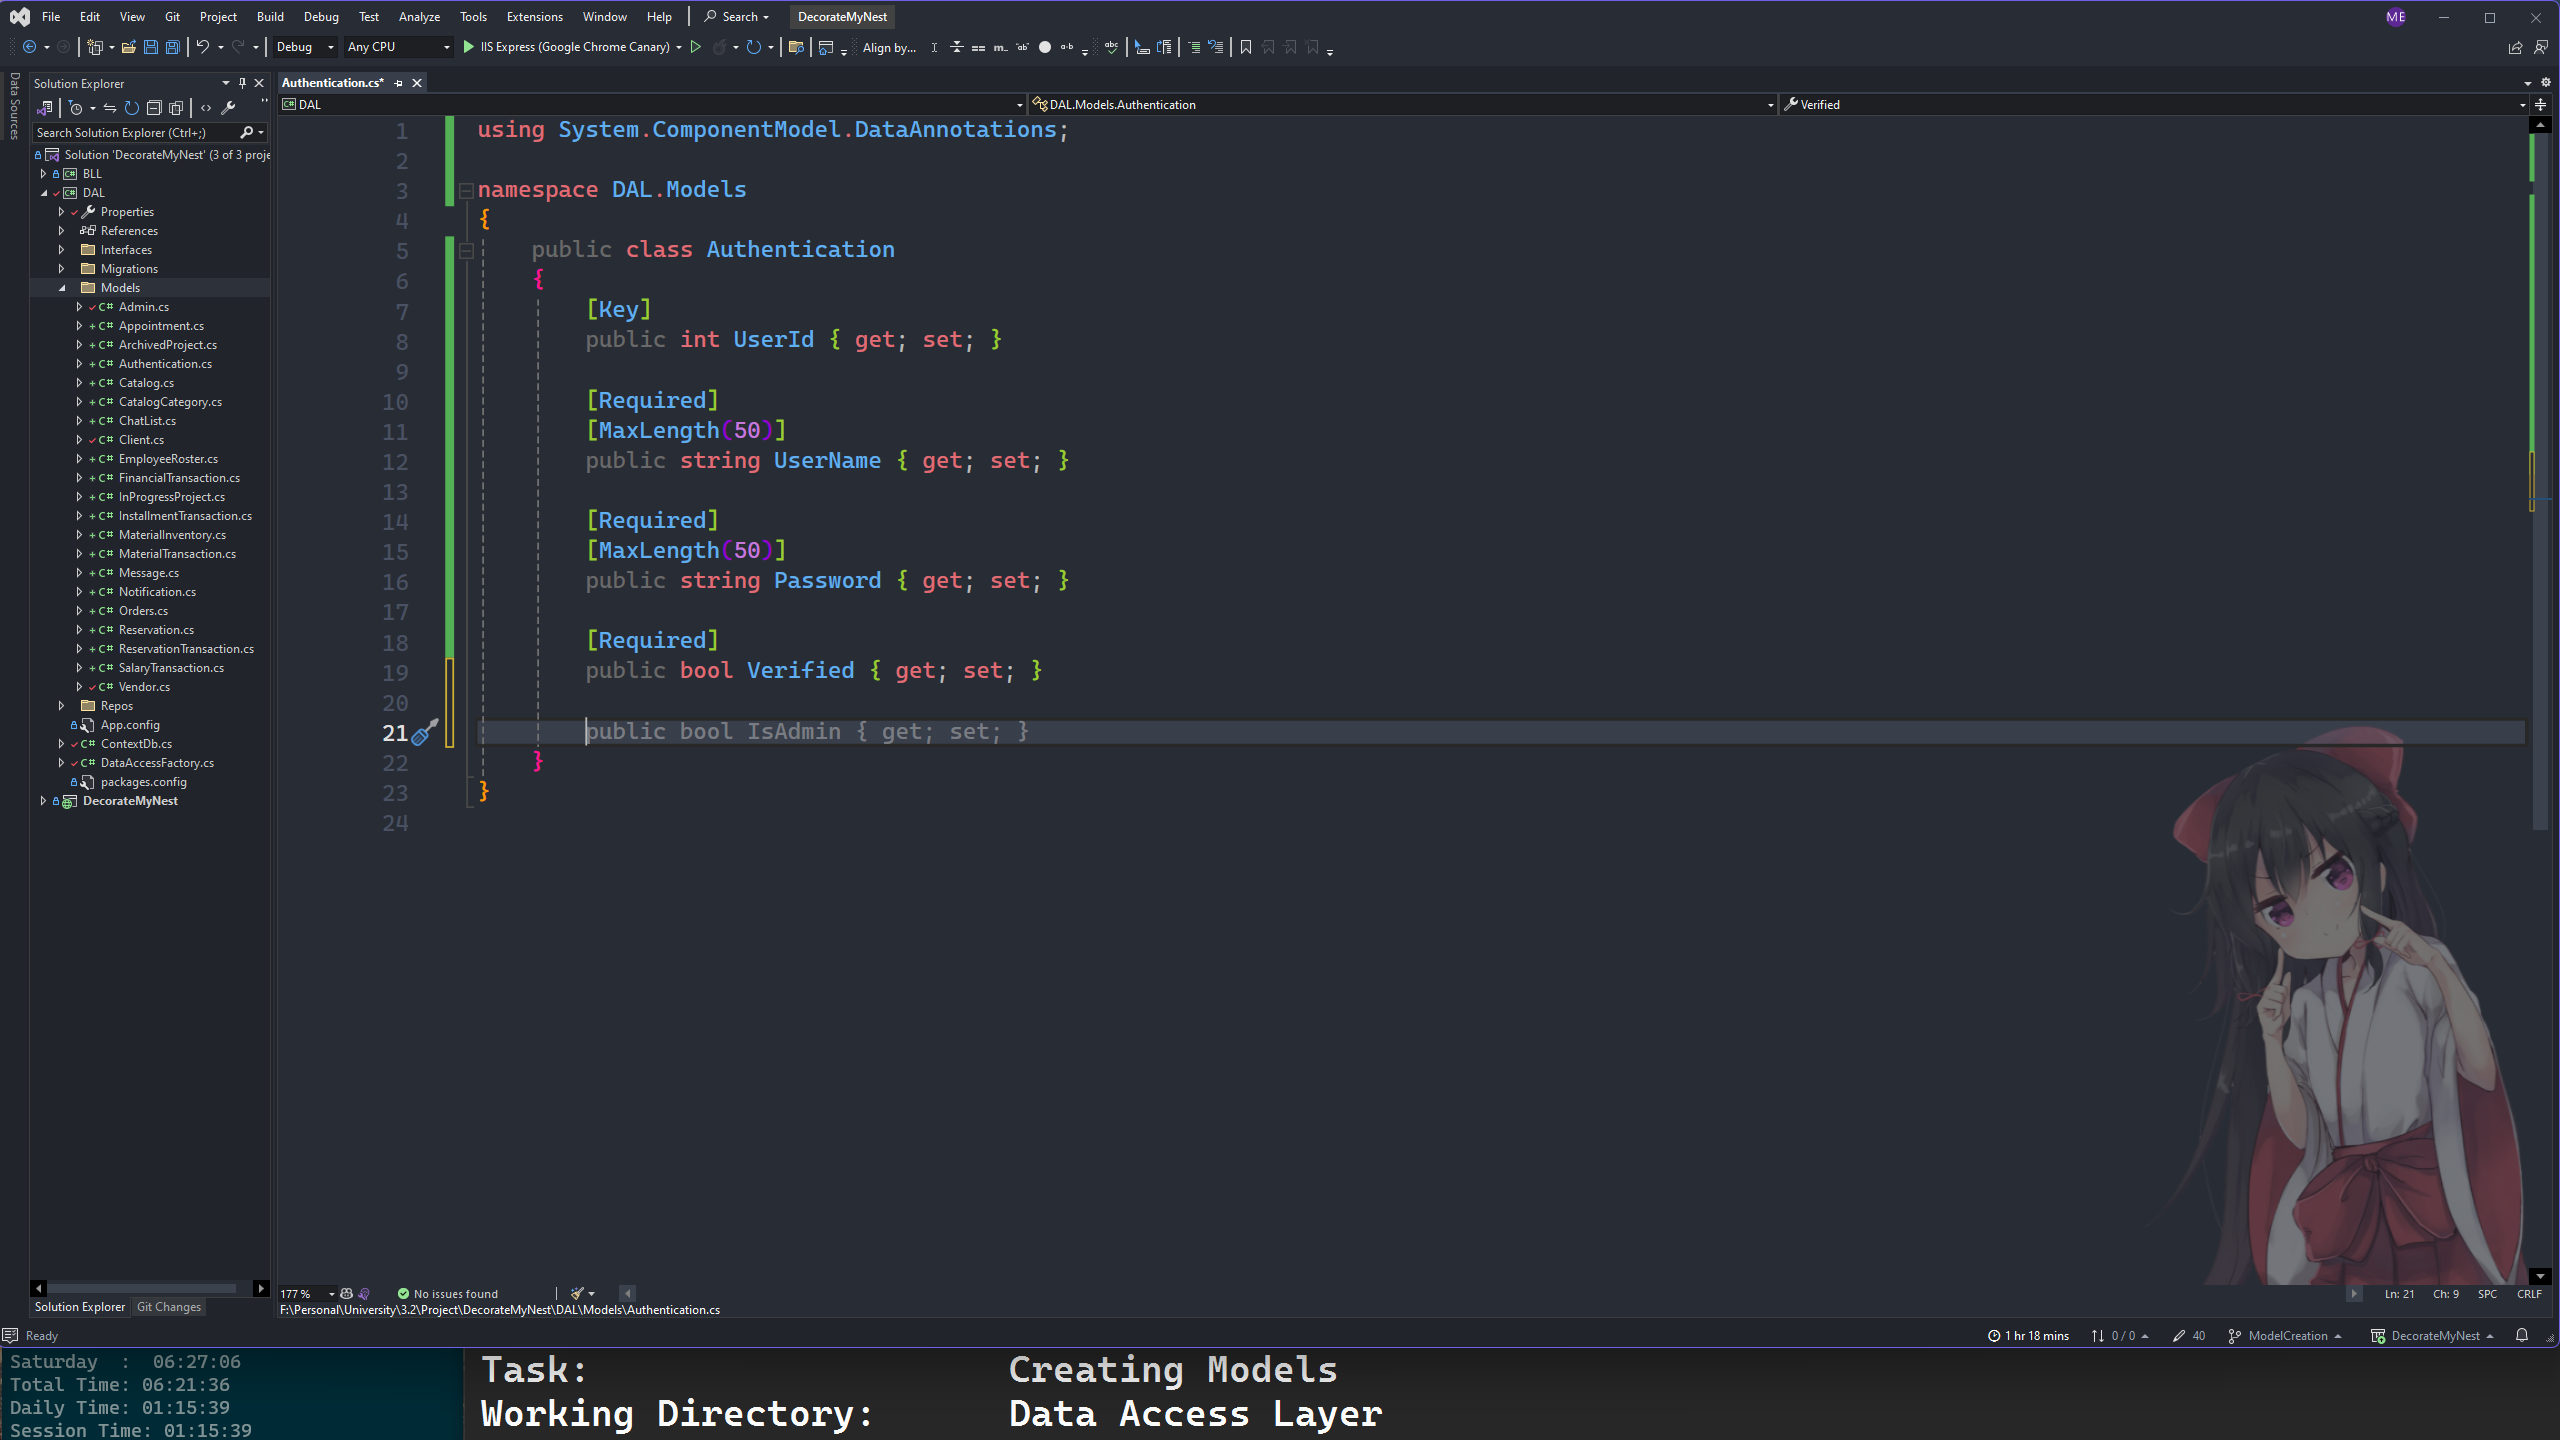 File Edit View Git Project Build Debug Test Analyze Tools Extensions Window Help Search DecorateMyNest ME
Debug Any CPU IIS Express (Google Chrome Canary) Align by...
Data Sources
Solution Explorer
Search Solution Explorer (Ctrl+;)
Solution 'DecorateMyNest' (3 of 3 proje
BLL
DAL
Properties
References
Interfaces
Migrations
Models
C# Admin.cs
C# Appointment.cs
C# ArchivedProject.cs
C# Authentication.cs
C# Catalog.cs
C# CatalogCategory.cs
C# ChatList.cs
C# Client.cs
C# EmployeeRoster.cs
C# FinancialTransaction.cs
C# InProgressProject.cs
C# InstallmentTransaction.cs
C# MaterialInventory.cs
C# MaterialTransaction.cs
C# Message.cs
C# Notification.cs
C# Orders.cs
C# Reservation.cs
C# ReservationTransaction.cs
C# SalaryTransaction.cs
C# Vendor.cs
Repos
App.config
C# ContextDb.cs
C# DataAccessFactory.cs
packages.config
DecorateMyNest
Solution Explorer Git Changes
Authentication.cs*
DAL DAL.Models.Authentication Verified
1 using System.ComponentModel.DataAnnotations;
2
3 namespace DAL.Models
4 {
5 public class Authentication
6 {
7 [Key]
8 public int UserId { get; set; }
9
10 [Required]
11 [MaxLength(50)]
12 public string UserName { get; set; }
13
14 [Required]
15 [MaxLength(50)]
16 public string Password { get; set; }
17
18 [Required]
19 public bool Verified { get; set; }
20
21 public bool IsAdmin { get; set; }
22 }
23 }
24
177 % No issues found Ln: 21 Ch: 9 SPC CRLF
F:\Personal\University\3.2\Project\DecorateMyNest\DAL\Models\Authentication.cs
Ready 1 hr 18 mins 0 / 0 40 ModelCreation DecorateMyNest
Saturday : 06:27:06
Total Time: 06:21:36
Daily Time: 01:15:39
Session Time: 01:15:39
Task: Creating Models
Working Directory: Data Access Layer